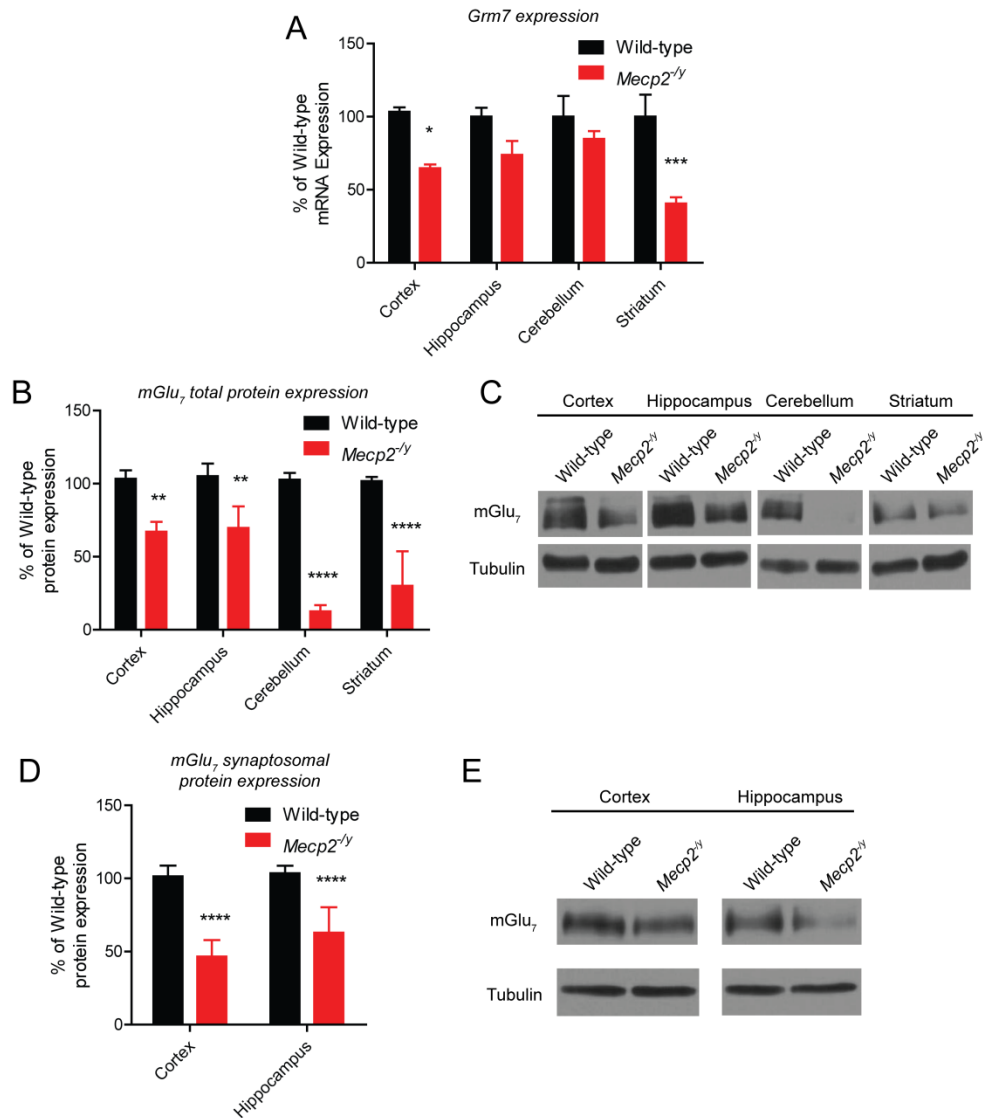 A
Grm7 expression
% of Wild-type
mRNA Expression
150
100
50
0
Wild-type
Mecp2-/y
*
***
Cortex
Hippocampus
Cerebellum
Striatum
B
mGlu7 total protein expression
% of Wild-type
protein expression
150
100
50
0
Wild-type
Mecp2-/y
**
**
****
****
Cortex
Hippocampus
Cerebellum
Striatum
C
Cortex Hippocampus Cerebellum Striatum
Wild-type Mecp2-/y Wild-type Mecp2-/y Wild-type Mecp2-/y Wild-type Mecp2-/y
mGlu7
Tubulin
D
mGlu7 synaptosomal
protein expression
% of Wild-type
protein expression
150
100
50
0
Wild-type
Mecp2-/y
****
****
Cortex
Hippocampus
E
Cortex Hippocampus
Wild-type Mecp2-/y Wild-type Mecp2-/y
mGlu7
Tubulin